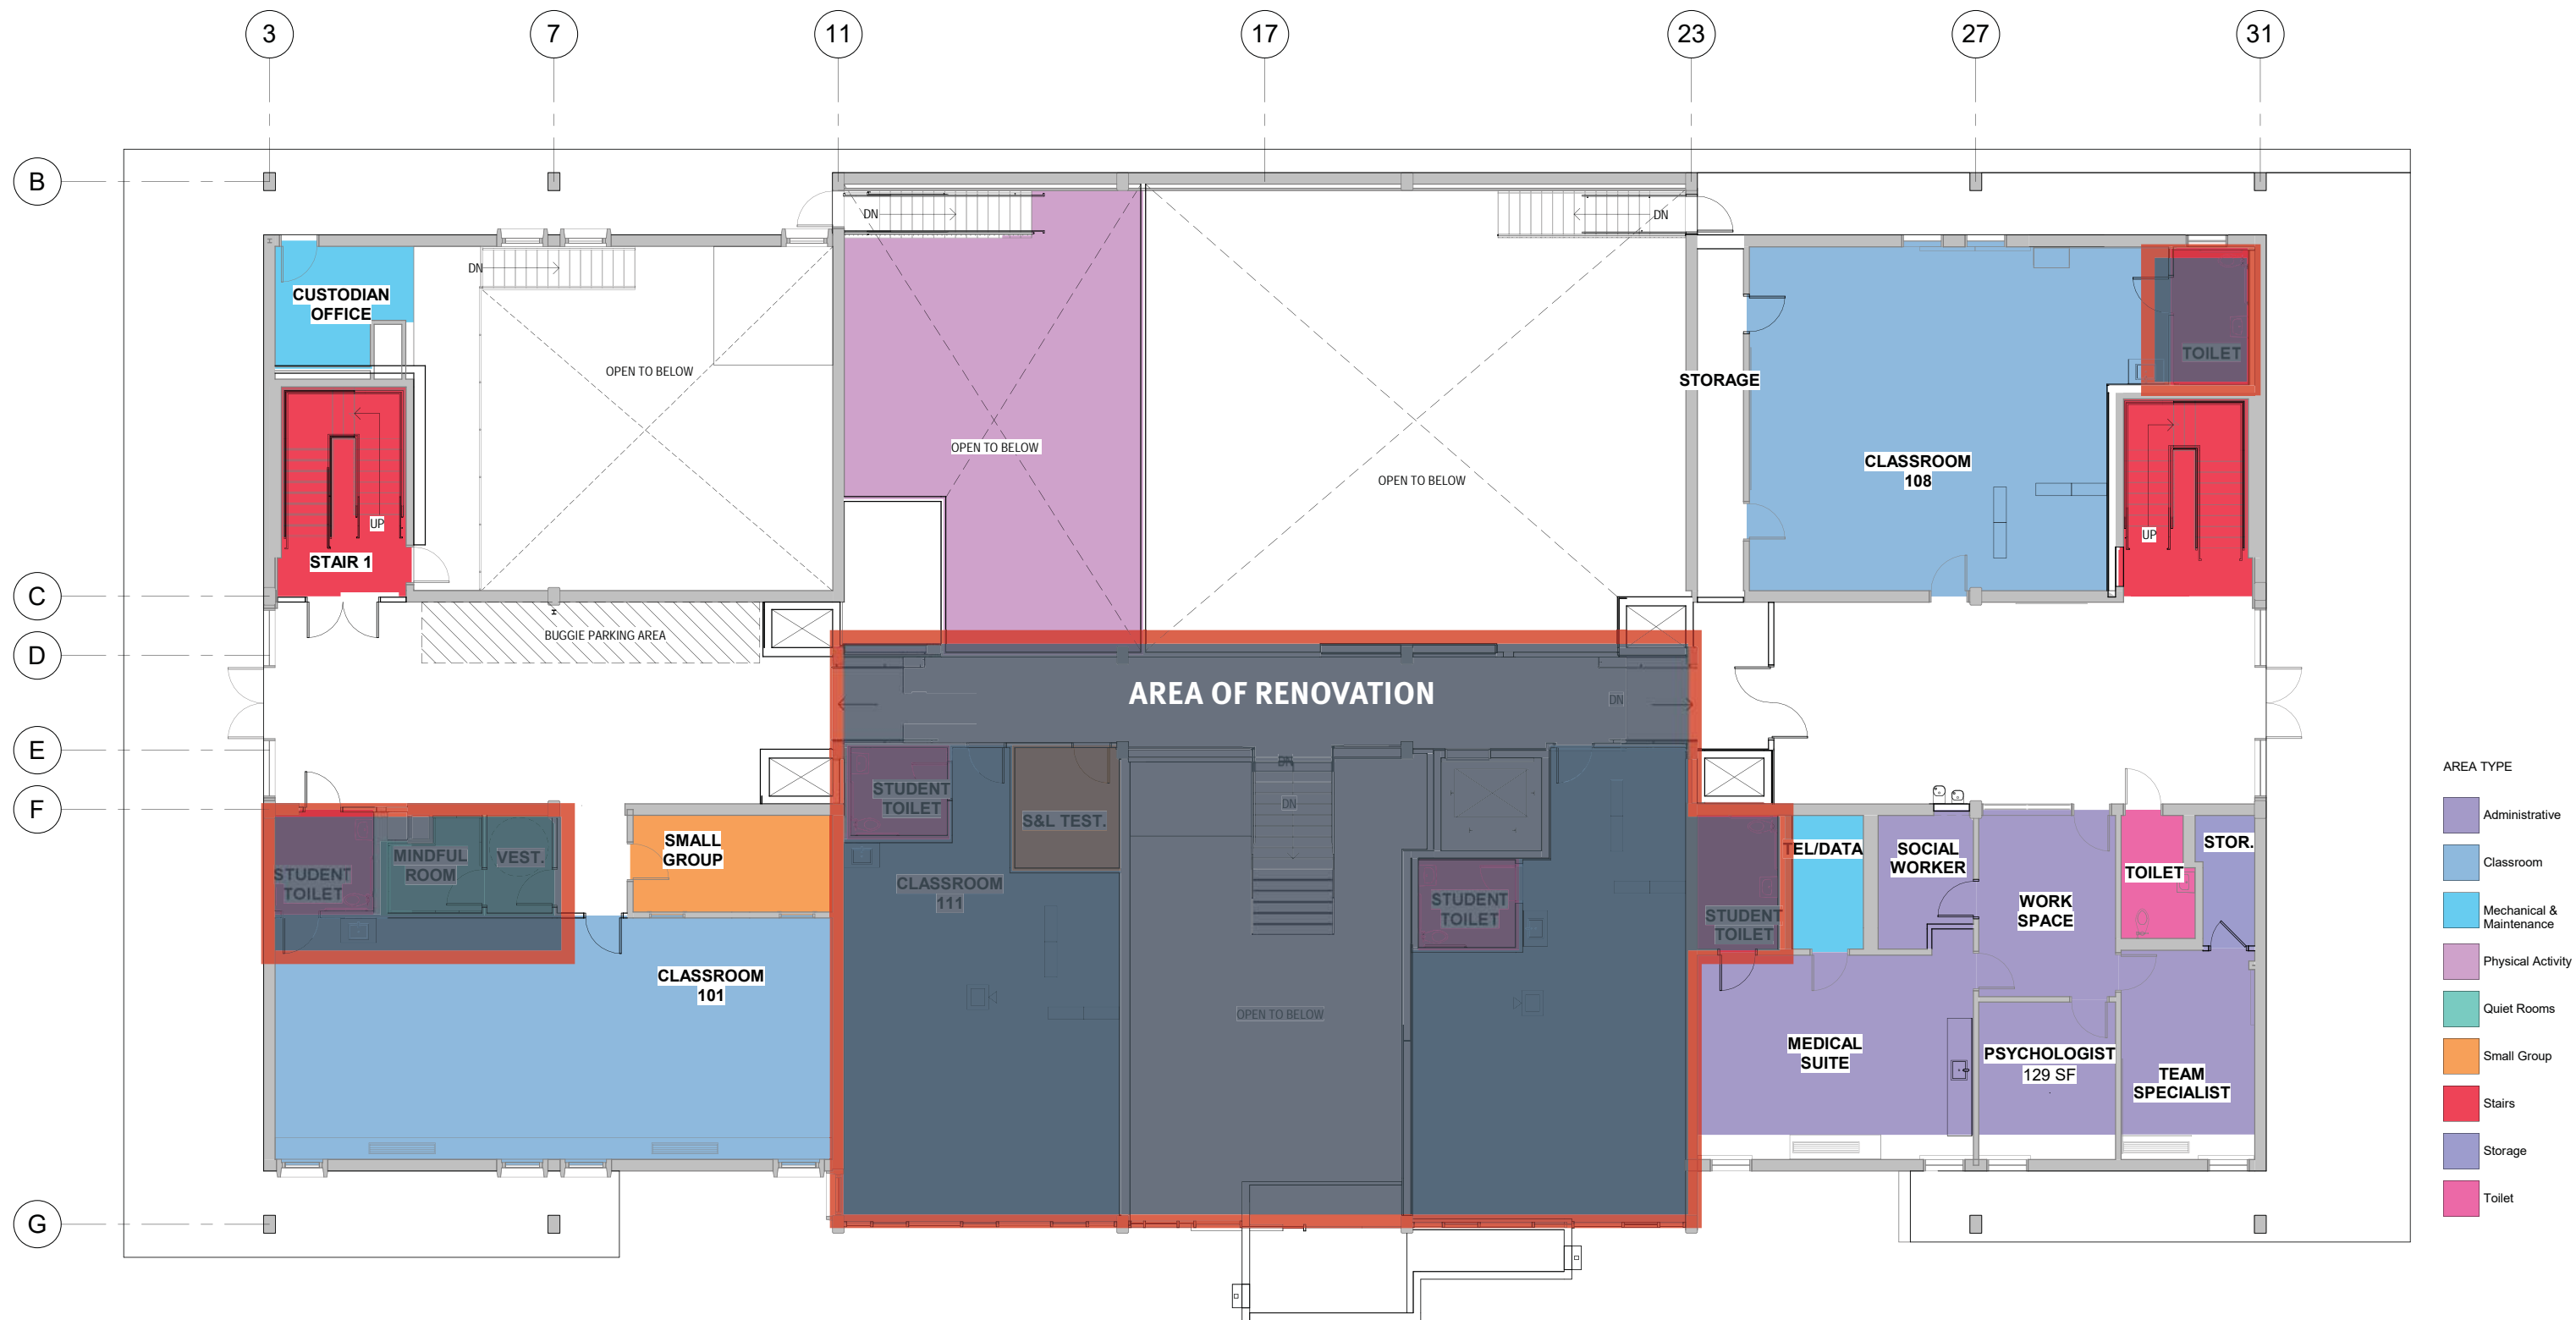 3
7
11
17
23
27
31
B
C
D
E
F
G
DN
DN
DN
CUSTODIAN
OFFICE
OPEN TO BELOW
STORAGE
TOILET
OPEN TO BELOW
OPEN TO BELOW
CLASSROOM
108
UP
UP
STAIR 1
BUGGIE PARKING AREA
AREA OF RENOVATION
DN
DN
DN
STUDENT
TOILET
S&L TEST.
SMALL
GROUP
MINDFUL
ROOM
VEST.
STUDENT
TOILET
CLASSROOM
111
STUDENT
TOILET
STUDENT
TOILET
TEL/DATA
SOCIAL
WORKER
WORK
SPACE
TOILET
STOR.
CLASSROOM
101
OPEN TO BELOW
MEDICAL
SUITE
PSYCHOLOGIST
129 SF
TEAM
SPECIALIST
AREA TYPE
Administrative
Classroom
Mechanical &
Maintenance
Physical Activity
Quiet Rooms
Small Group
Stairs
Storage
Toilet